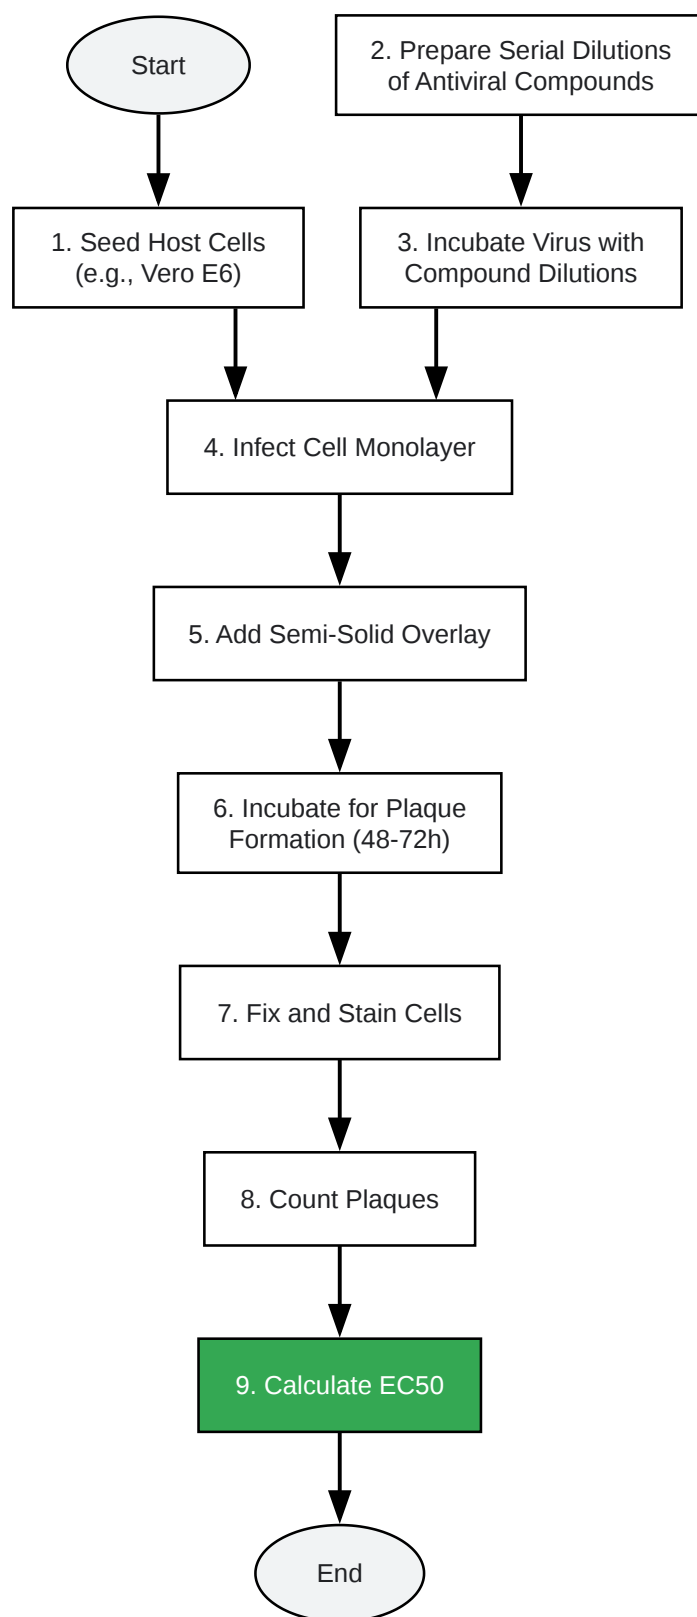 Start
2. Prepare Serial Dilutions
of Antiviral Compounds
1. Seed Host Cells
(e.g., Vero E6)
3. Incubate Virus with
Compound Dilutions
4. Infect Cell Monolayer
5. Add Semi-Solid Overlay
6. Incubate for Plaque
Formation (48-72h)
7. Fix and Stain Cells
8. Count Plaques
9. Calculate EC50
End